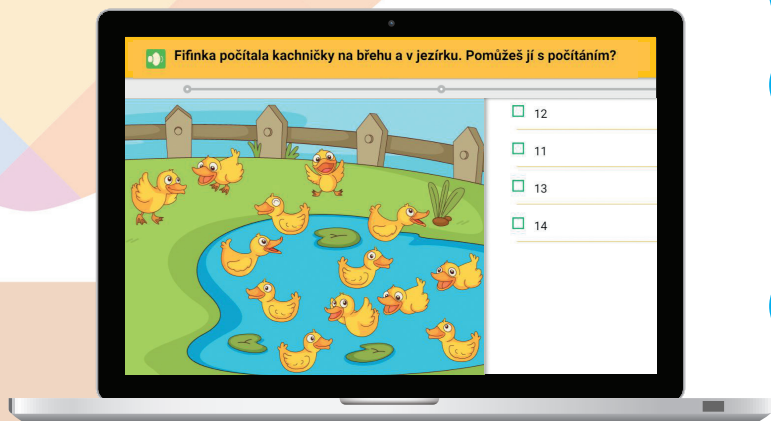 Fifinka počítala kachničky na břehu a v jezírku. Pomůžeš jí s počítáním?
12
11
13
14